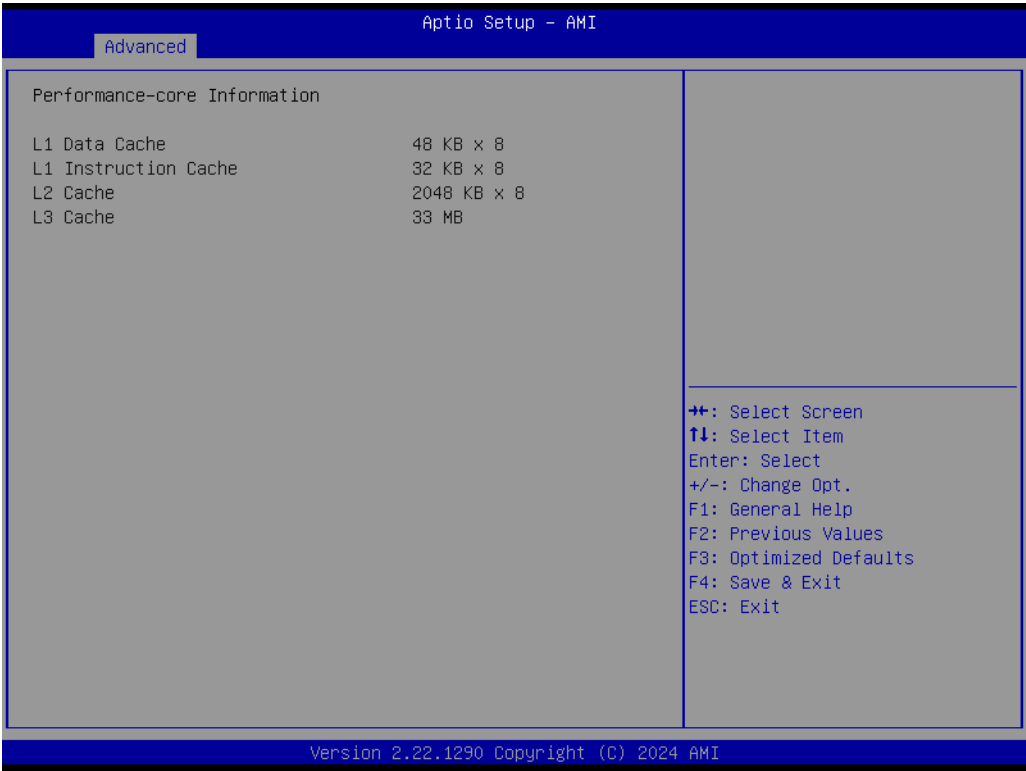 Aptio Setup - AMI
Advanced
Performance-core Information
L1 Data Cache 48 KB x 8
L1 Instruction Cache 32 KB x 8
L2 Cache 2048 KB x 8
L3 Cache 33 MB
→←: Select Screen
↑↓: Select Item
Enter: Select
+/-: Change Opt.
F1: General Help
F2: Previous Values
F3: Optimized Defaults
F4: Save & Exit
ESC: Exit
Version 2.22.1290 Copyright (C) 2024 AMI